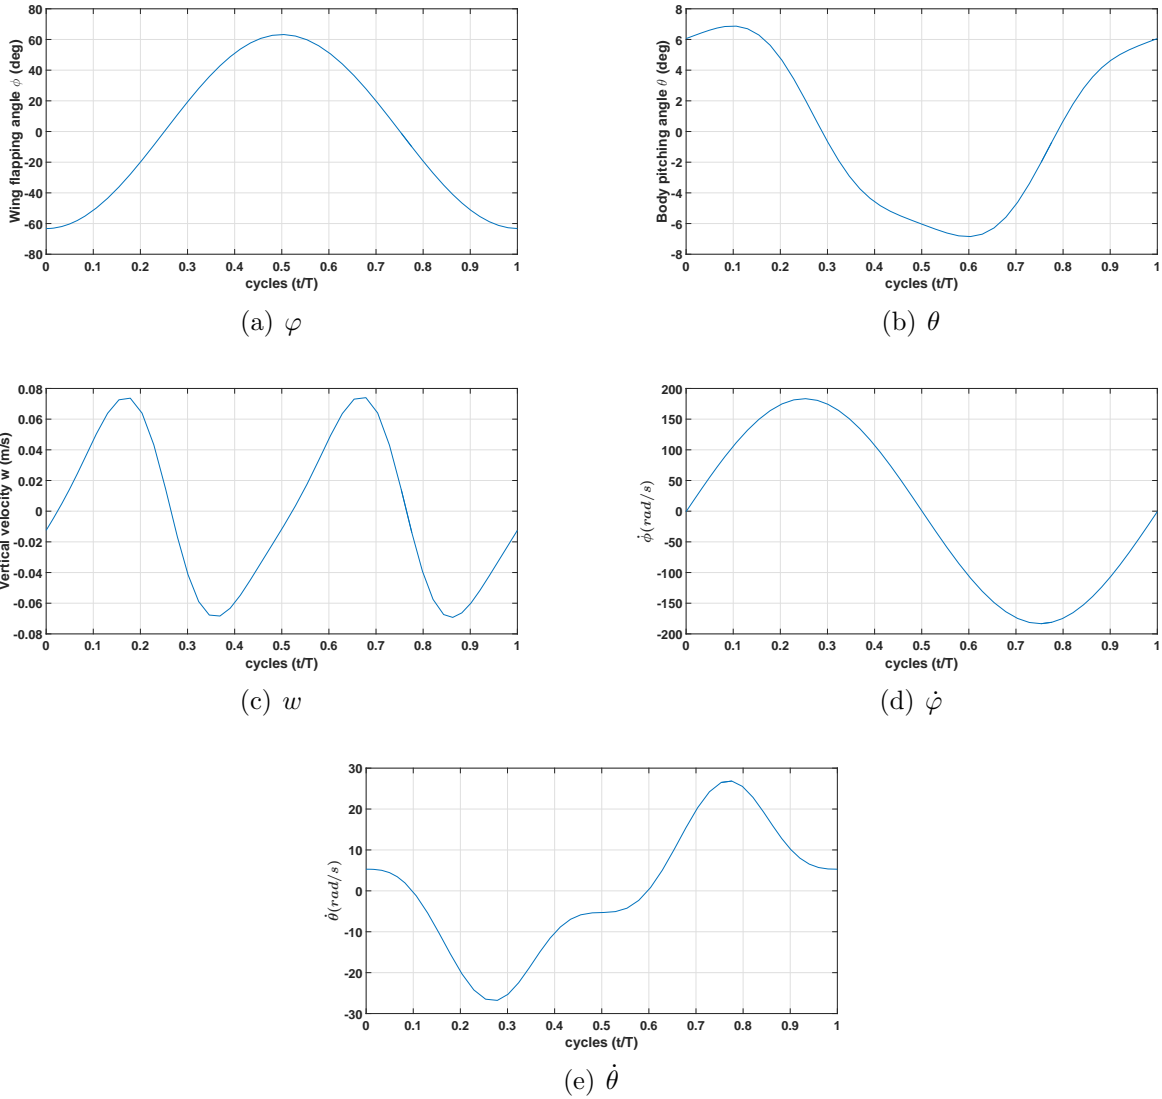 80
60
40
20
0
-20
-40
-60
-80
Wing flapping angle ϕ (deg)
0 0.1 0.2 0.3 0.4 0.5 0.6 0.7 0.8 0.9 1
cycles (t/T)
(a) φ
8
6
4
2
0
-2
-4
-6
-8
Body pitching angle θ (deg)
0 0.1 0.2 0.3 0.4 0.5 0.6 0.7 0.8 0.9 1
cycles (t/T)
(b) θ
0.08
0.06
0.04
0.02
0
-0.02
-0.04
-0.06
-0.08
Vertical velocity w (m/s)
0 0.1 0.2 0.3 0.4 0.5 0.6 0.7 0.8 0.9 1
cycles (t/T)
(c) w
200
150
100
50
0
-50
-100
-150
-200
ϕ̇(rad/s)
0 0.1 0.2 0.3 0.4 0.5 0.6 0.7 0.8 0.9 1
cycles (t/T)
(d) φ̇
30
20
10
0
-10
-20
-30
θ̇(rad/s)
0 0.1 0.2 0.3 0.4 0.5 0.6 0.7 0.8 0.9 1
cycles (t/T)
(e) θ̇